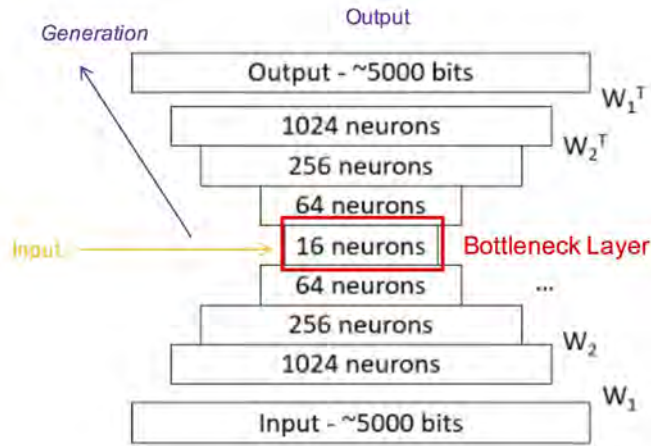 Output
Generation
Output - ~5000 bits
W₁ᵀ
1024 neurons
W₂ᵀ
256 neurons
64 neurons
Input
16 neurons
Bottleneck Layer
64 neurons
...
256 neurons
W₂
1024 neurons
W₁
Input - ~5000 bits